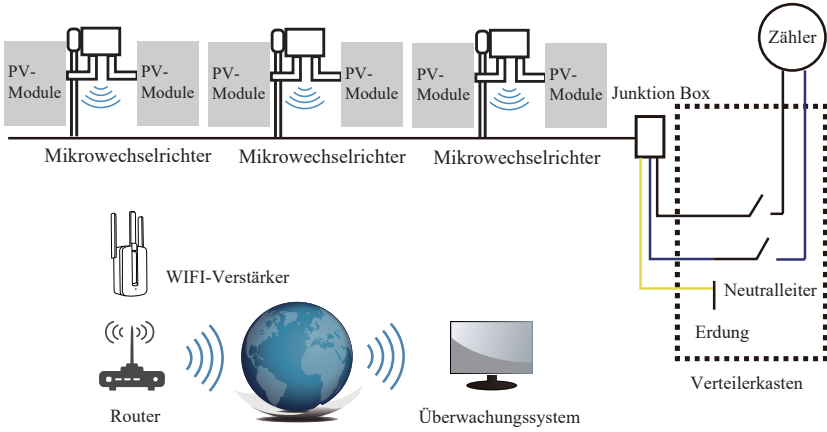 Zähler
PV-
Module
PV-
Module
PV-
Module
PV-
Module
PV-
Module
PV-
Module
Junktion Box
Mikrowechselrichter
Mikrowechselrichter
Mikrowechselrichter
WIFI-Verstärker
Neutralleiter
Erdung
Verteilerkasten
Router
Überwachungssystem